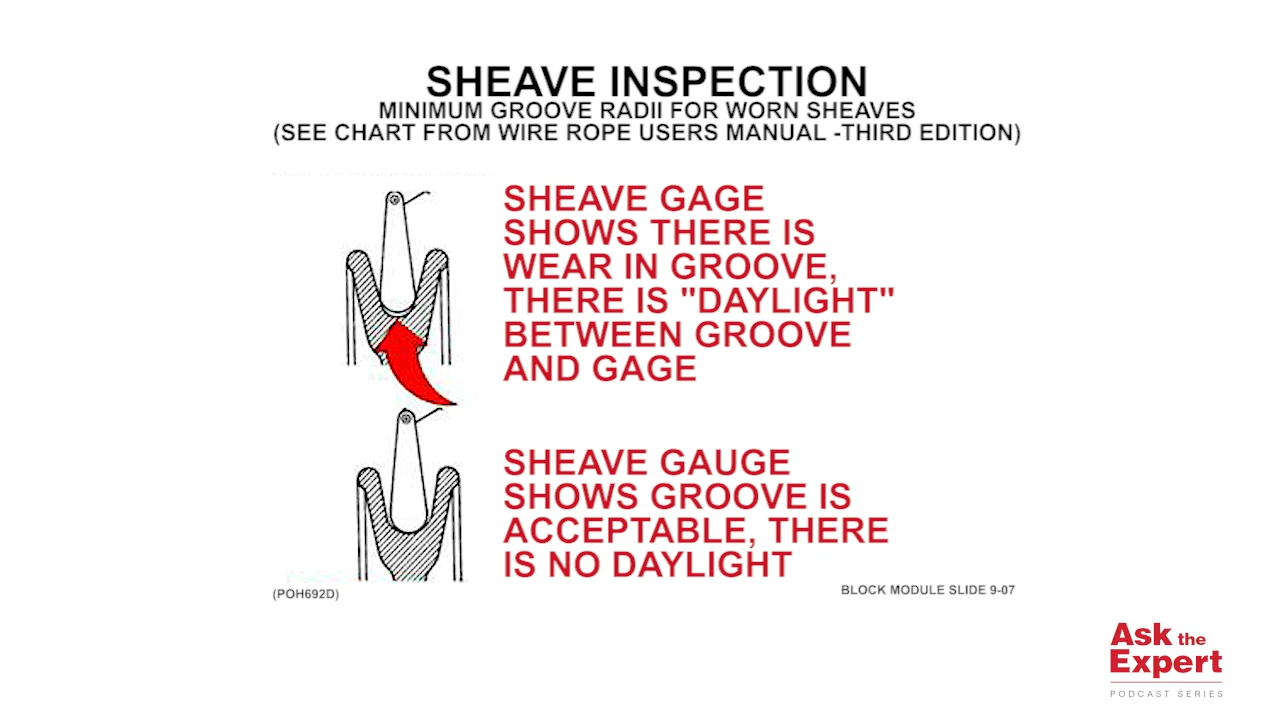 SHEAVE INSPECTION
MINIMUM GROOVE RADII FOR WORN SHEAVES
(SEE CHART FROM WIRE ROPE USERS MANUAL -THIRD EDITION)
SHEAVE GAGE
SHOWS THERE IS
WEAR IN GROOVE,
THERE IS "DAYLIGHT"
BETWEEN GROOVE
AND GAGE
SHEAVE GAUGE
SHOWS GROOVE IS
ACCEPTABLE, THERE
IS NO DAYLIGHT
(POH692D)
BLOCK MODULE SLIDE 9-07
Ask the
Expert
PODCAST SERIES